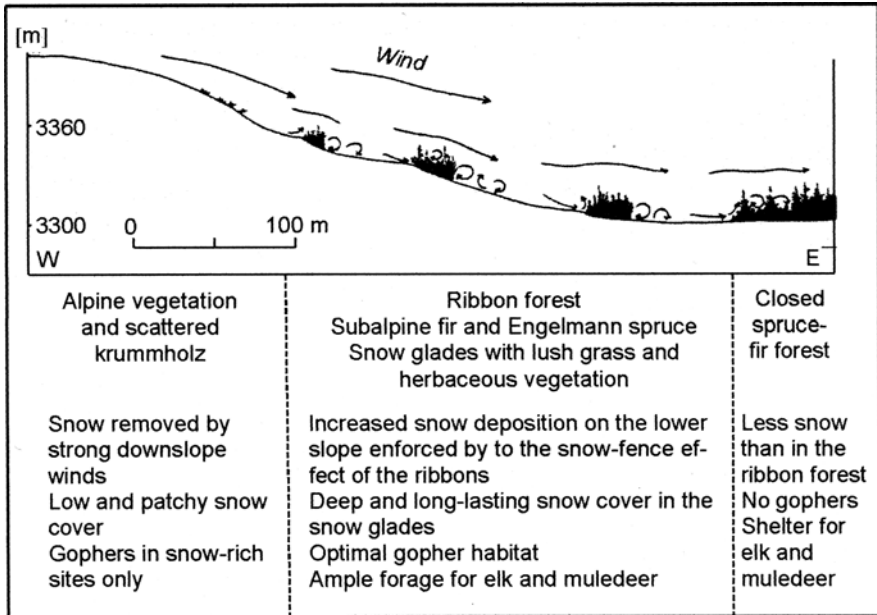 [m]
Wind
3360
3300
0 100 m
W E
Alpine vegetation
and scattered
krummholz
Snow removed by
strong downslope
winds
Low and patchy snow
cover
Gophers in snow-rich
sites only
Ribbon forest
Subalpine fir and Engelmann spruce
Snow glades with lush grass and
herbaceous vegetation
Increased snow deposition on the lower
slope enforced by to the snow-fence ef-
fect of the ribbons
Deep and long-lasting snow cover in the
snow glades
Optimal gopher habitat
Ample forage for elk and muledeer
Closed
spruce-
fir forest
Less snow
than in the
ribbon forest
No gophers
Shelter for
elk and
muledeer